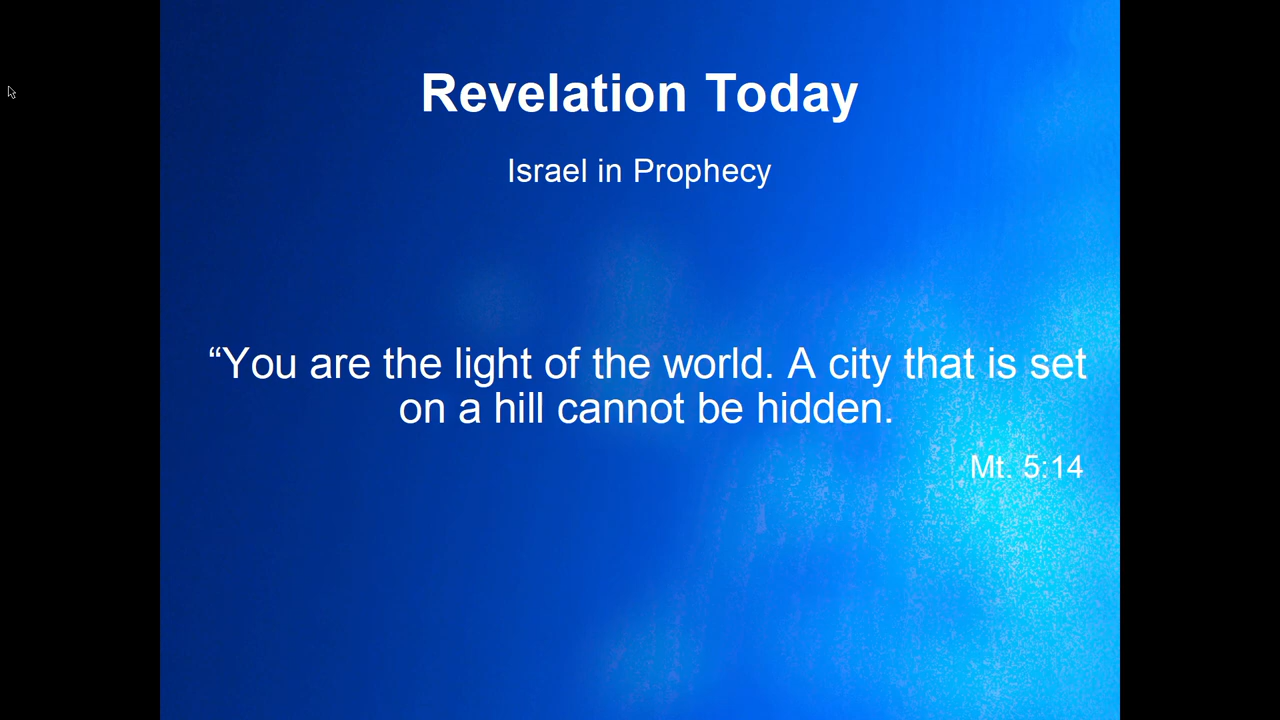 Revelation Today
Israel in Prophecy
“You are the light of the world. A city that is set
on a hill cannot be hidden.
Mt. 5:14